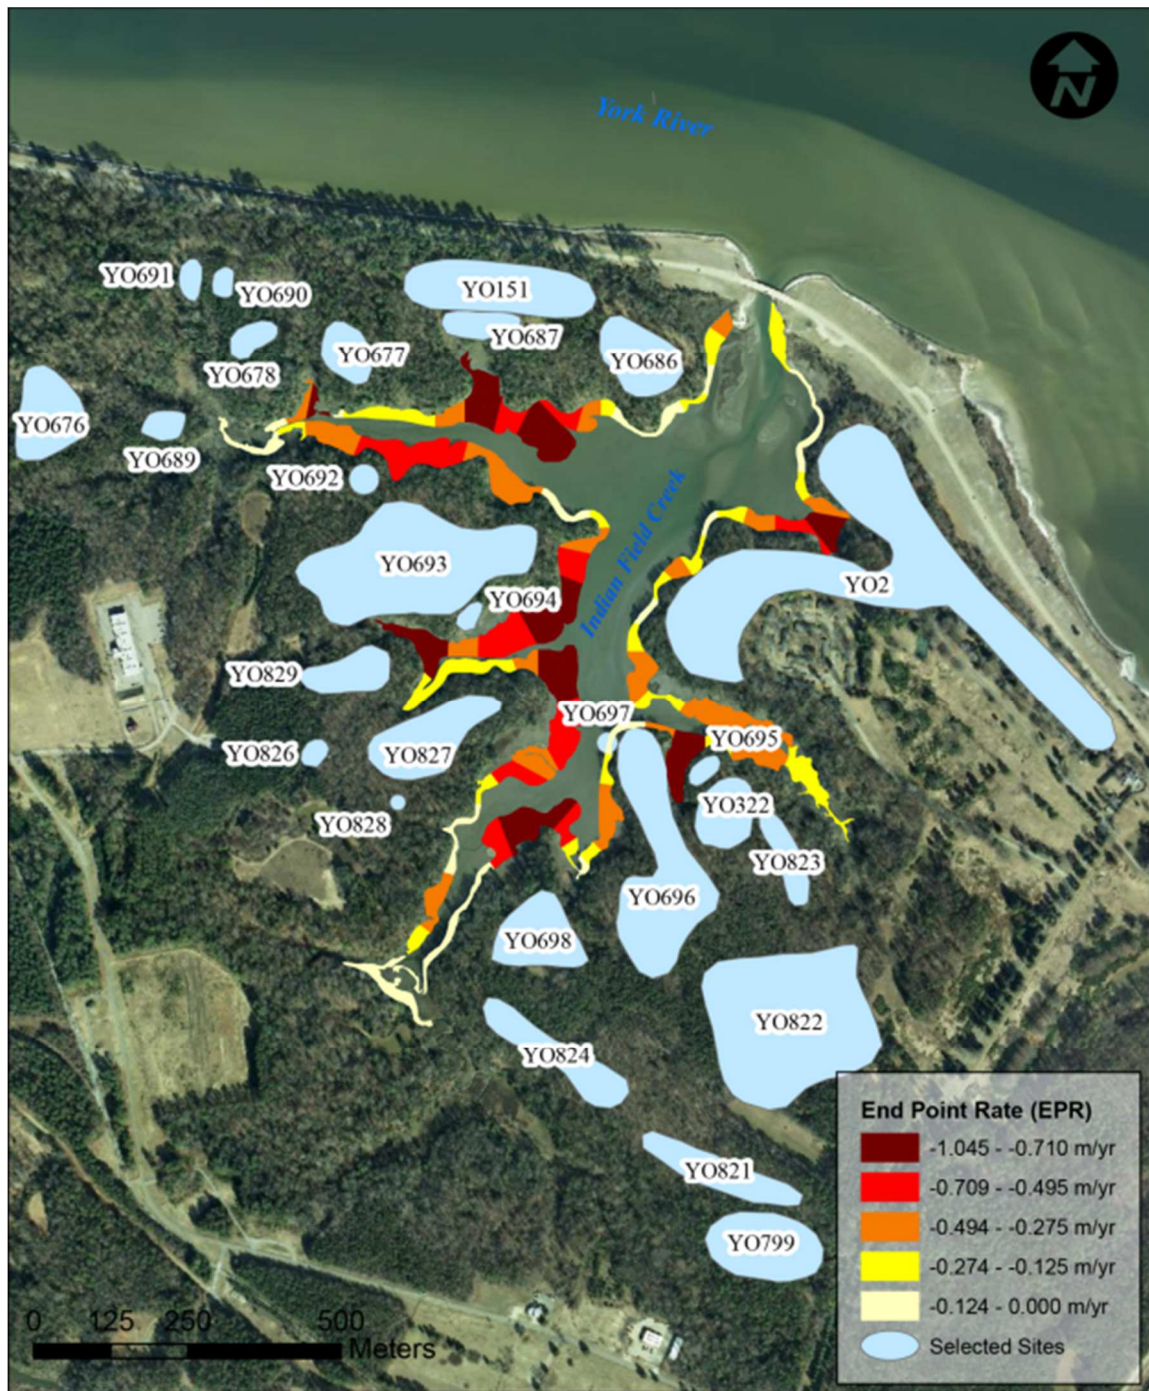 N
York River
YO691
YO690
YO151
YO687
YO678
YO677
YO686
YO676
YO689
YO692
Indian Field Creek
YO693
YO694
YO2
YO829
YO697
YO695
YO826
YO827
YO322
YO828
YO823
YO696
YO698
YO822
YO824
YO821
YO799
End Point Rate (EPR)
-1.045 - -0.710 m/yr
-0.709 - -0.495 m/yr
-0.494 - -0.275 m/yr
-0.274 - -0.125 m/yr
-0.124 - 0.000 m/yr
Selected Sites
0 125 250 500
Meters